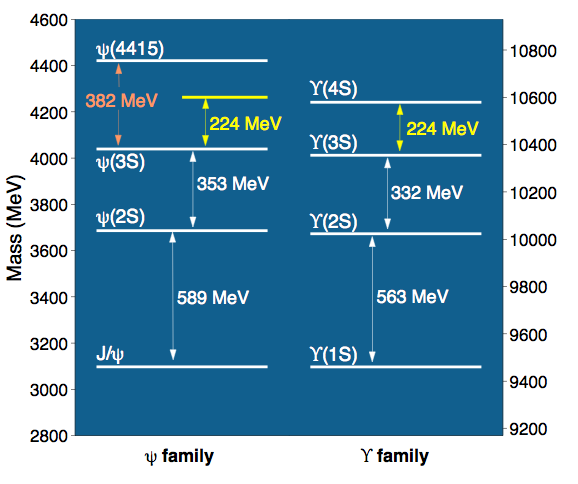 4600
4400
4200
4000
3800
3600
3400
3200
3000
2800
Mass (MeV)
ψ(4415)
382 MeV
224 MeV
ψ(3S)
353 MeV
ψ(2S)
589 MeV
J/ψ
ϒ(4S)
224 MeV
ϒ(3S)
332 MeV
ϒ(2S)
563 MeV
ϒ(1S)
10800
10600
10400
10200
10000
9800
9600
9400
9200
ψ family
ϒ family